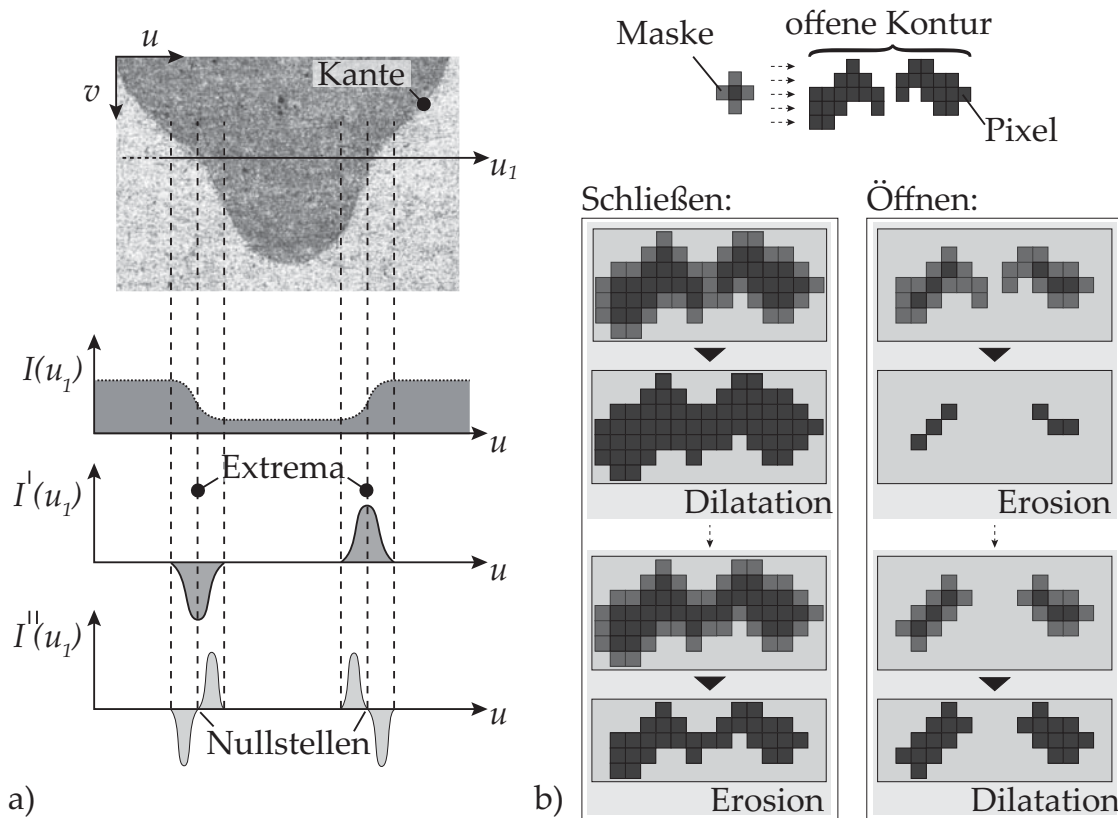 u
v
Kante
u₁
I(u₁)
u
Extrema
I'(u₁)
u
I''(u₁)
u
Nullstellen
a)
offene Kontur
Maske
Pixel
Schließen:
Öffnen:
Dilatation
Erosion
Erosion
Dilatation
b)